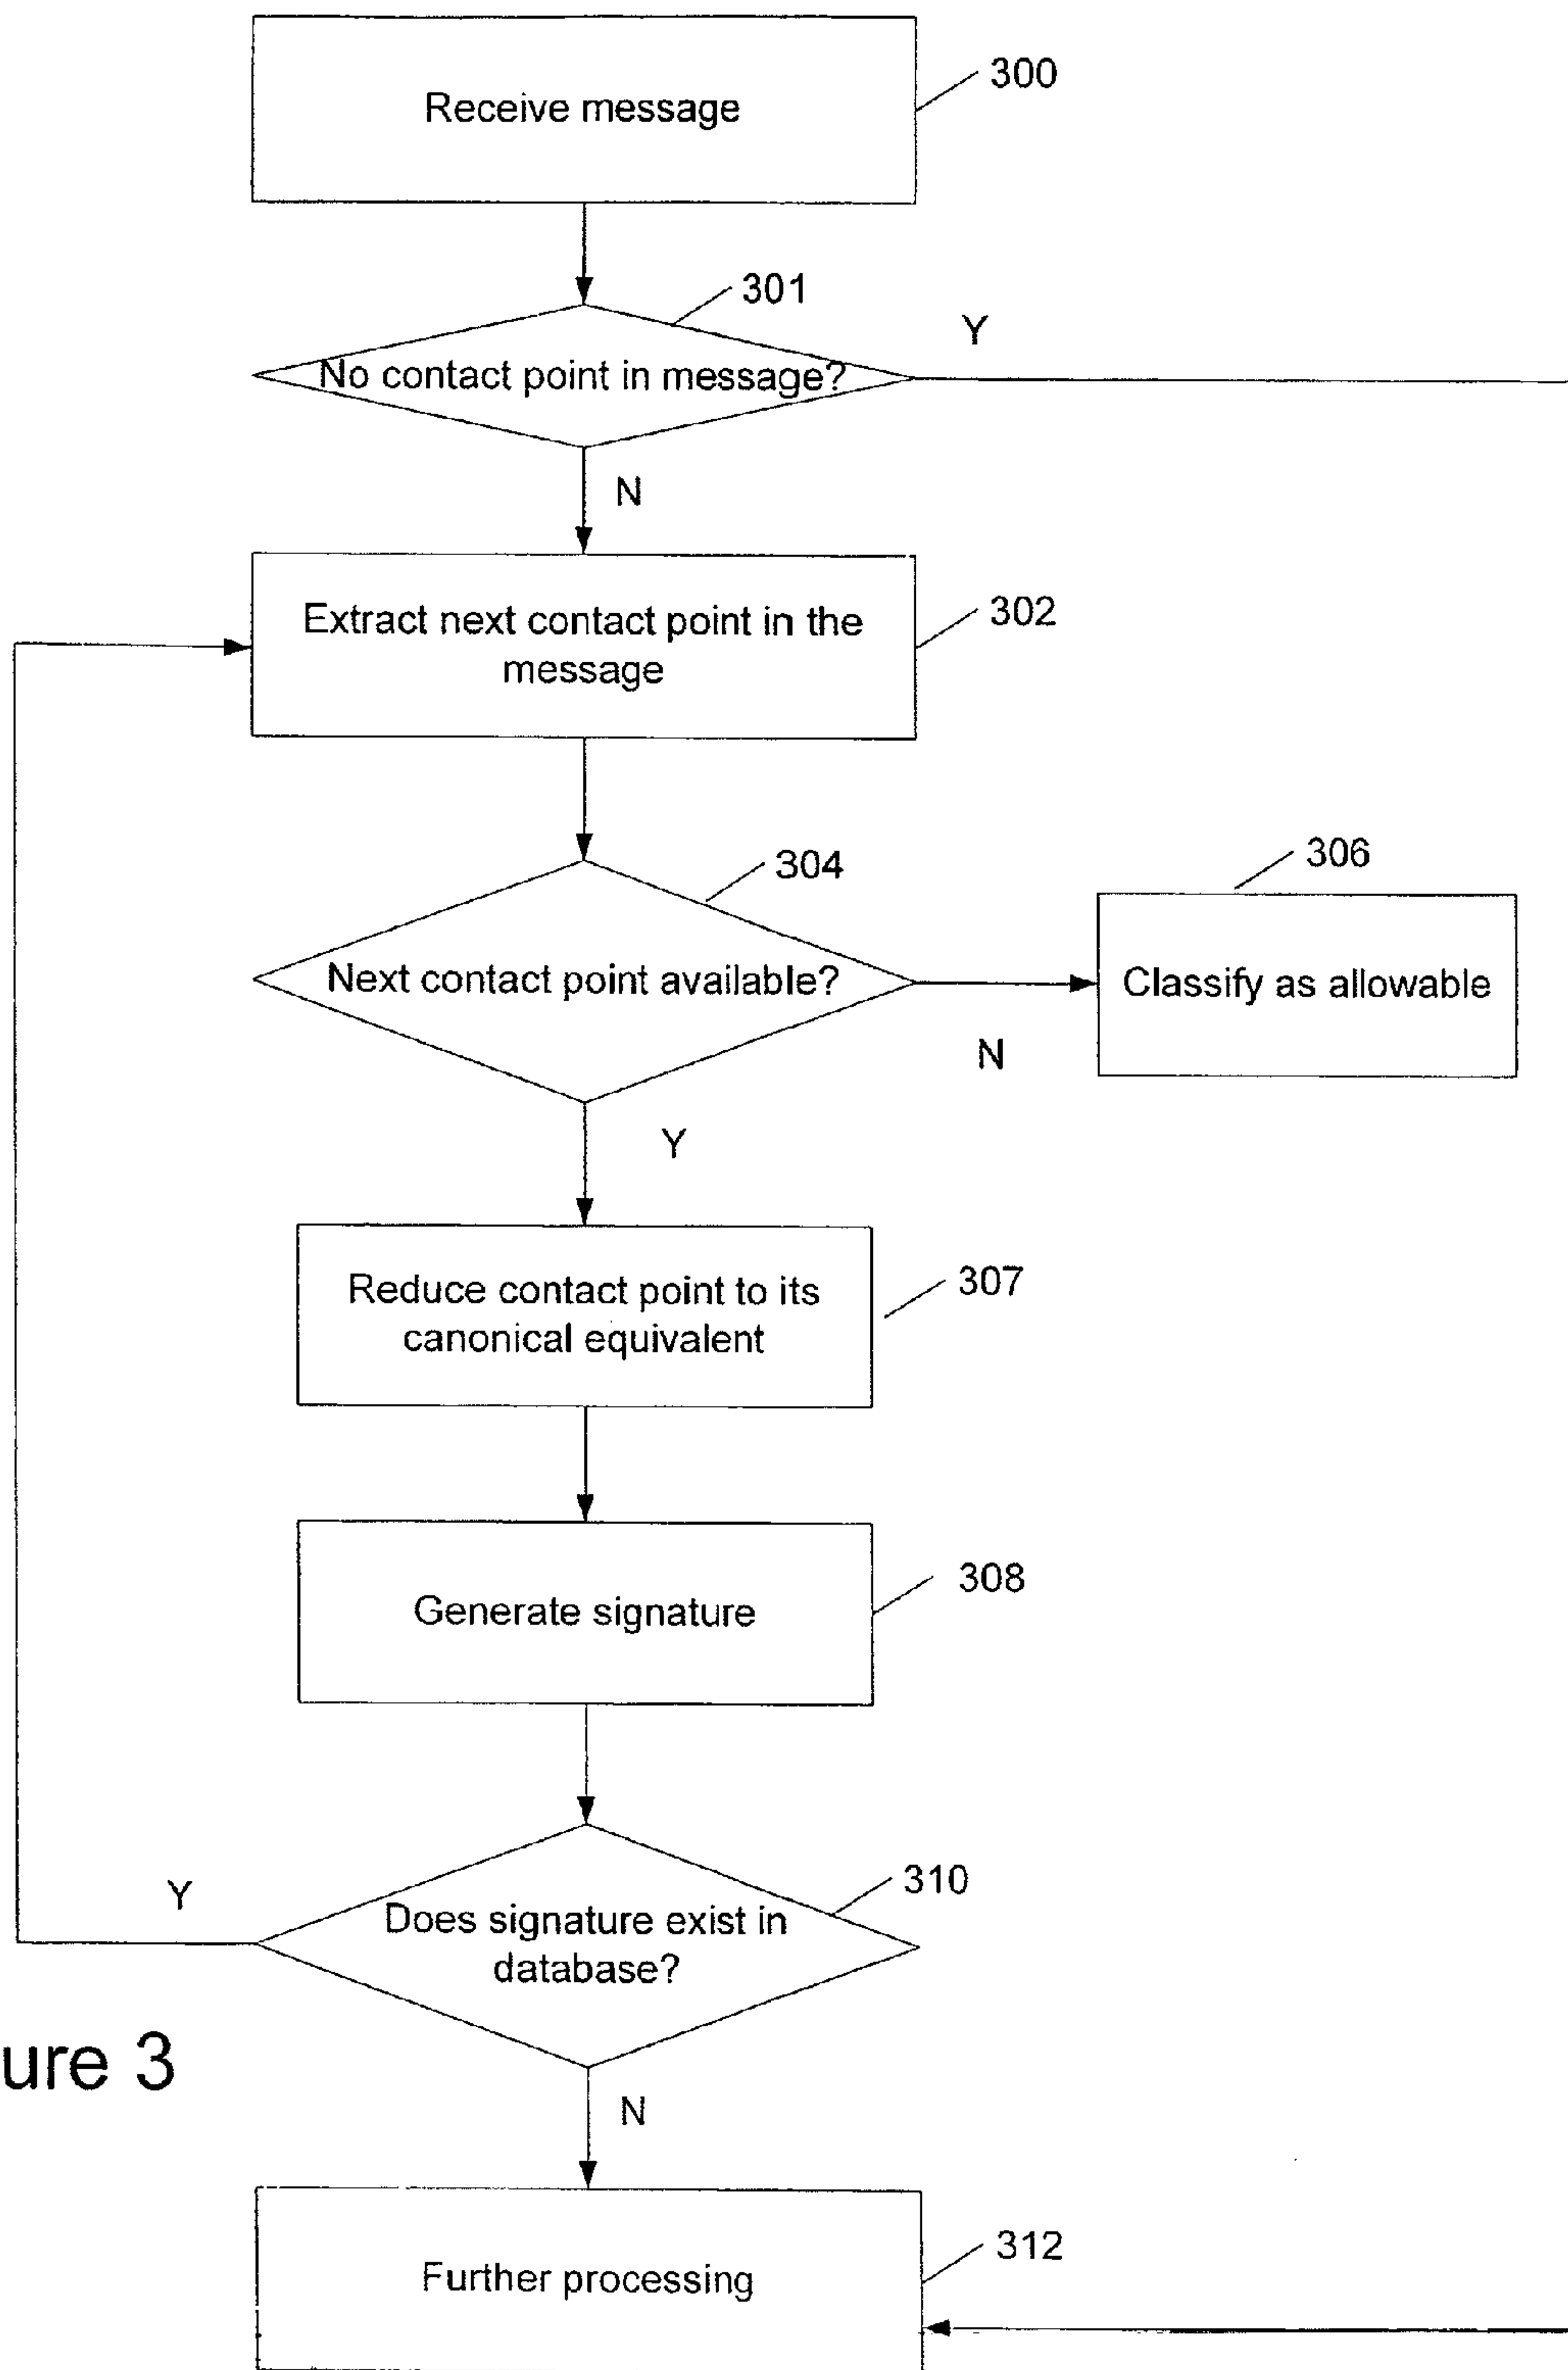 Receive message
300
301
No contact point in message?
Y
N
Extract next contact point in the
message
302
304
Next contact point available?
306
Classify as allowable
N
Y
Reduce contact point to its
canonical equivalent
307
Generate signature
308
310
Does signature exist in
database?
Y
ure 3
N
Further processing
312